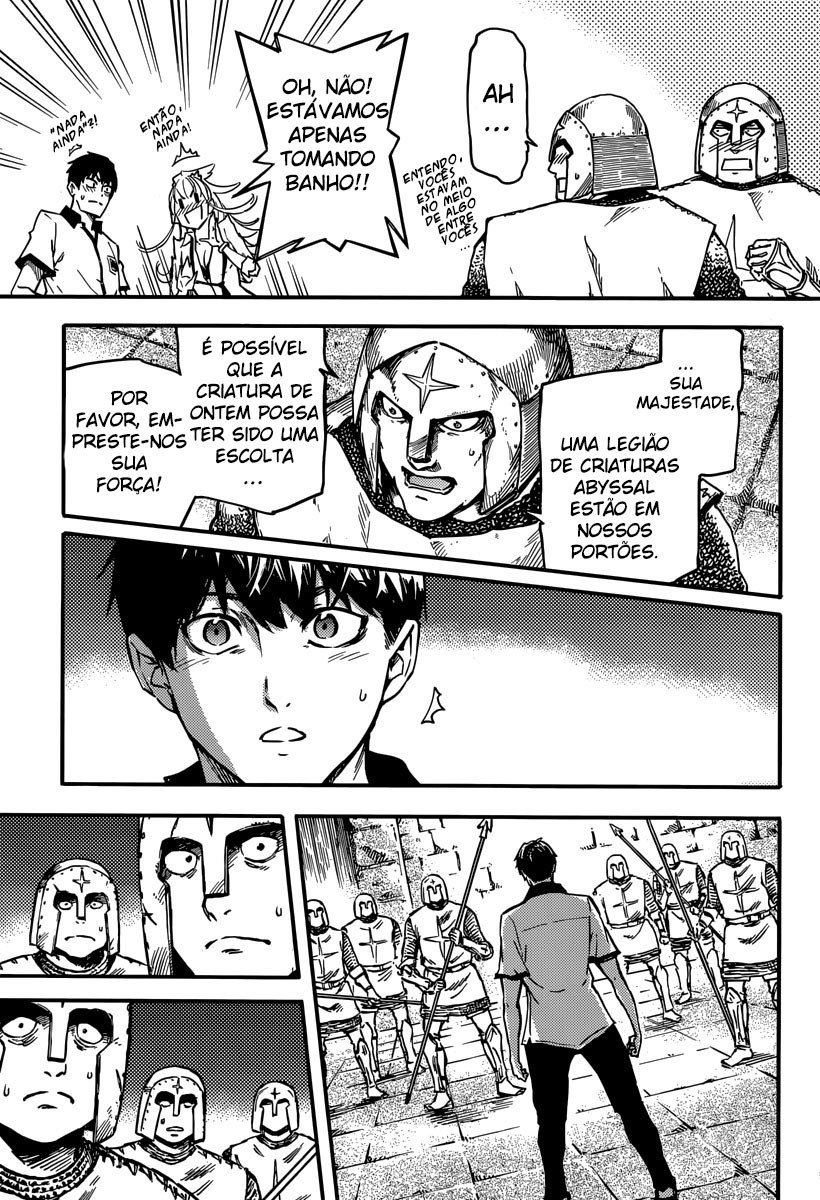 AH
...
ENTENDO,
VOCÊS
ESTAVAM
NO MEIO
DE ALGO
ENTRE
VOCÊS
...
OH, NÃO!
ESTÁVAMOS
APENAS
TOMANDO
BANHO!!
ENTÃO,
NADA
AINDA!
"NADA
AINDA"?!
...
SUA
MAJESTADE,
UMA LEGIÃO
DE CRIATURAS
ABYSSAL
ESTÃO EM
NOSSOS
PORTÕES.
É POSSÍVEL
QUE A
CRIATURA DE
ONTEM POSSA
TER SIDO UMA
ESCOLTA
...
POR
FAVOR, EM-
PRESTE-NOS
SUA
FORÇA!